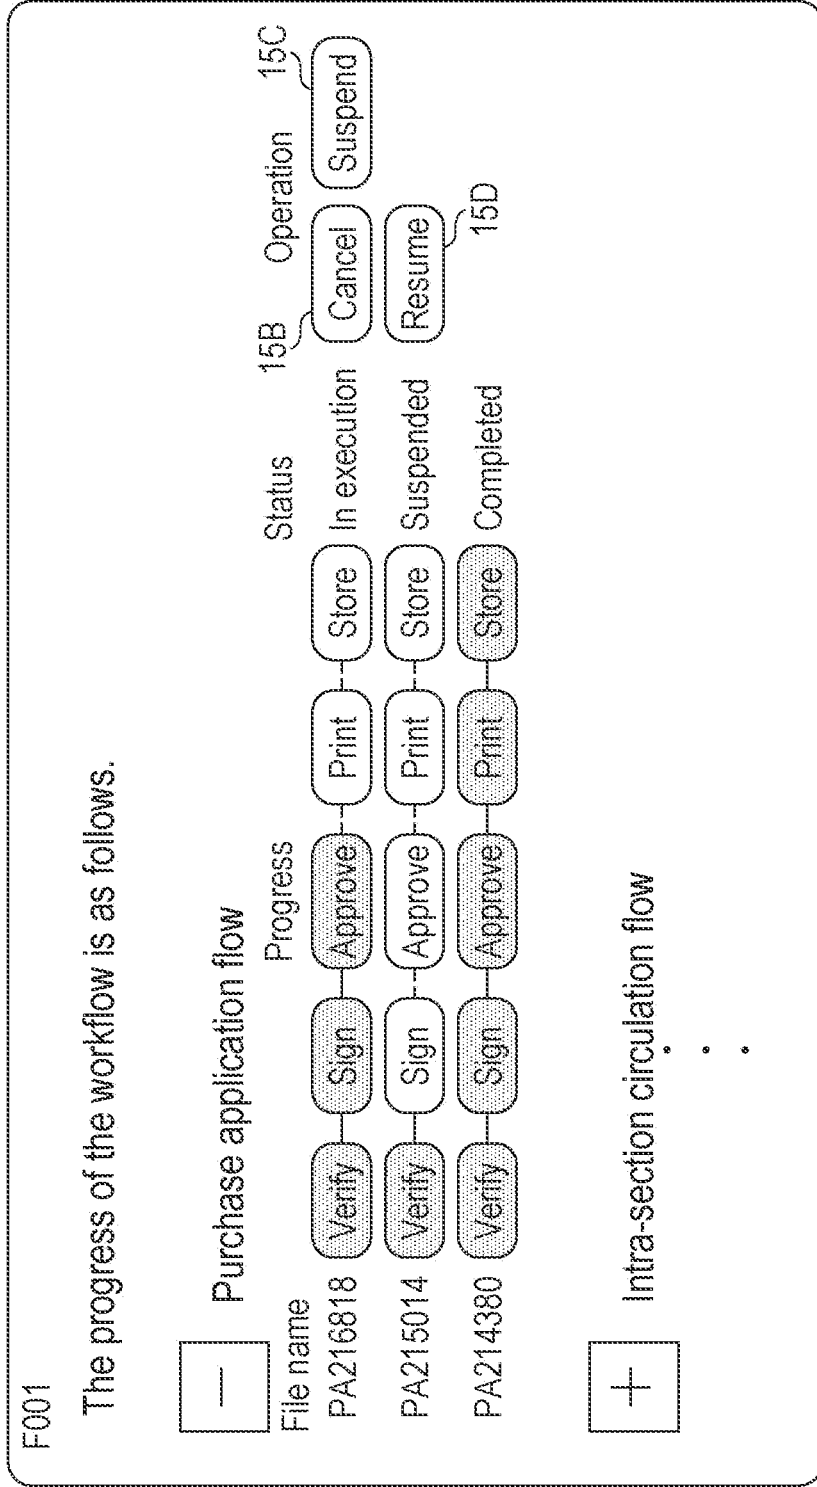 F001
The progress of the workflow is as follows.
− Purchase application flow
15B 15C
File name Progress Status Operation
PA216818 Verify Sign Approve Print Store In execution Cancel Suspend
PA215014 Verify Sign Approve Print Store Suspended Resume
15D
PA214380 Verify Sign Approve Print Store Completed
+ Intra-section circulation flow